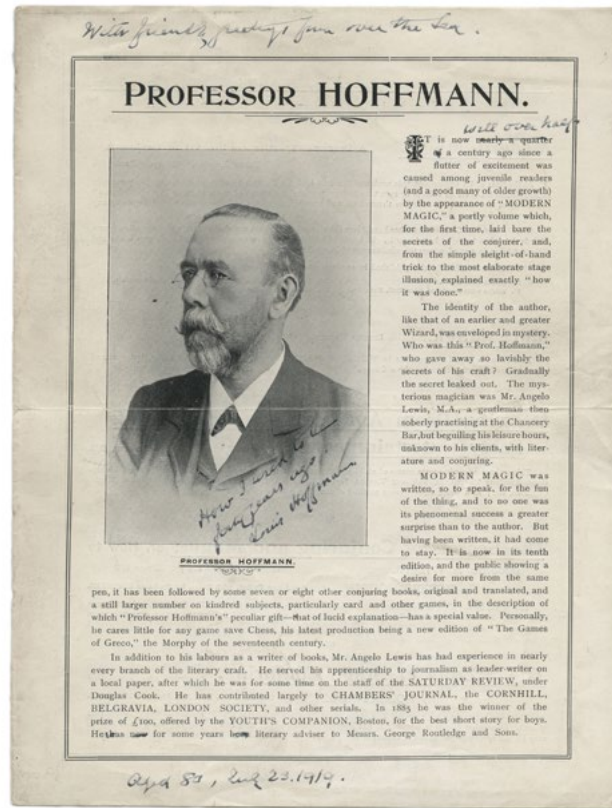 With friendly greetings from over the Sea.
PROFESSOR HOFFMANN.
well over half
IT is now nearly a quarter
of a century ago since a
flutter of excitement was
caused among juvenile readers
(and a good many of older growth)
by the appearance of "MODERN
MAGIC," a portly volume which,
for the first time, laid bare the
secrets of the conjurer, and,
from the simple sleight-of-hand
trick to the most elaborate stage
illusion, explained exactly "how
it was done."
The identity of the author,
like that of an earlier and greater
Wizard, was enveloped in mystery.
Who was this "Prof. Hoffmann,"
who gave away so lavishly the
secrets of his craft? Gradually
the secret leaked out. The mys-
terious magician was Mr. Angelo
Lewis, M.A., a gentleman then
soberly practising at the Chancery
Bar, but beguiling his leisure hours,
unknown to his clients, with liter-
ature and conjuring.
MODERN MAGIC was
written, so to speak, for the fun
of the thing, and to no one was
its phenomenal success a greater
surprise than to the author. But
having been written, it had come
to stay. It is now in its tenth
edition, and the public showing a
desire for more from the same
How I used to
forty years ago
Louis Hoffmann
PROFESSOR HOFFMANN.
pen, it has been followed by some seven or eight other conjuring books, original and translated, and
a still larger number on kindred subjects, particularly card and other games, in the description of
which "Professor Hoffmann's" peculiar gift—that of lucid explanation—has a special value. Personally,
he cares little for any game save Chess, his latest production being a new edition of "The Games
of Greco," the Morphy of the seventeenth century.
In addition to his labours as a writer of books, Mr. Angelo Lewis has had experience in nearly
every branch of the literary craft. He served his apprenticeship to journalism as leader-writer on
a local paper, after which he was for some time on the staff of the SATURDAY REVIEW, under
Douglas Cook. He has contributed largely to CHAMBERS' JOURNAL, the CORNHILL,
BELGRAVIA, LONDON SOCIETY, and other serials. In 1885 he was the winner of the
prize of £100, offered by the YOUTH'S COMPANION, Boston, for the best short story for boys.
He now for some years been literary adviser to Messrs. George Routledge and Sons.
Aged 80, July 23. 1919.